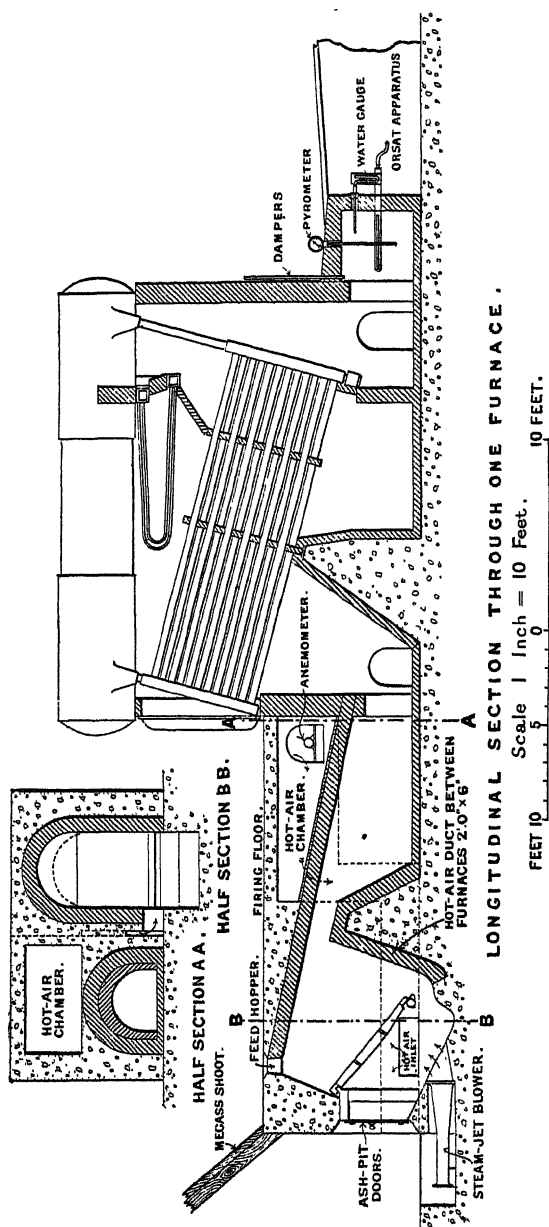 HOT-AIR
CHAMBER.
HALF SECTION A A.
HALF SECTION B B.
MEGASS SHOOT.
FEED HOPPER
FIRING FLOOR.
HOT-AIR
CHAMBER.
ANEMOMETER.
DAMPERS
PYROMETER
WATER GAUGE
ORSAT APPARATUS
A
A
B
B
HOT AIR
INLET
ASH-PIT
DOORS.
STEAM-JET BLOWER.
HOT-AIR DUCT BETWEEN
FURNACES 2'.0"×6"
LONGITUDINAL SECTION THROUGH ONE FURNACE.
Scale 1 Inch = 10 Feet.
FEET 10 5 0 10 FEET.